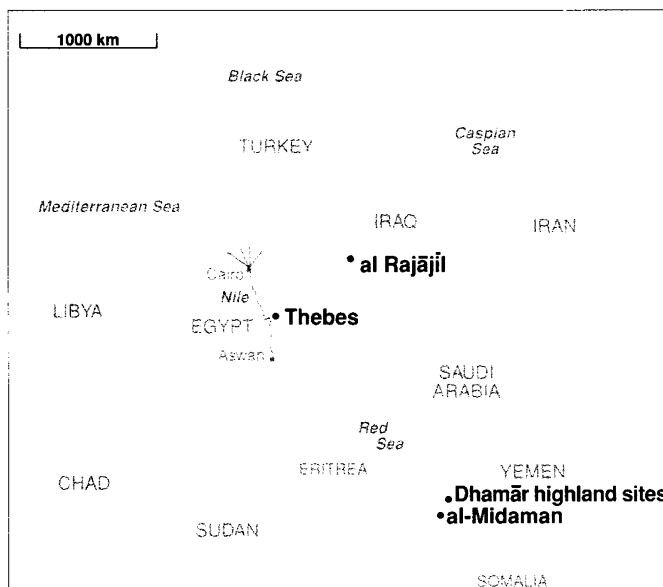 1000 km
Black Sea
TURKEY
Caspian
Sea
Mediterranean Sea
IRAQ
IRAN
al Rajājīl
Cairo
Nile
LIBYA
EGYPT
Thebes
Aswan
SAUDI
ARABIA
Red
Sea
ERITREA
YEMEN
CHAD
Dhamār highland sites
al-Midaman
SUDAN
SOMALIA